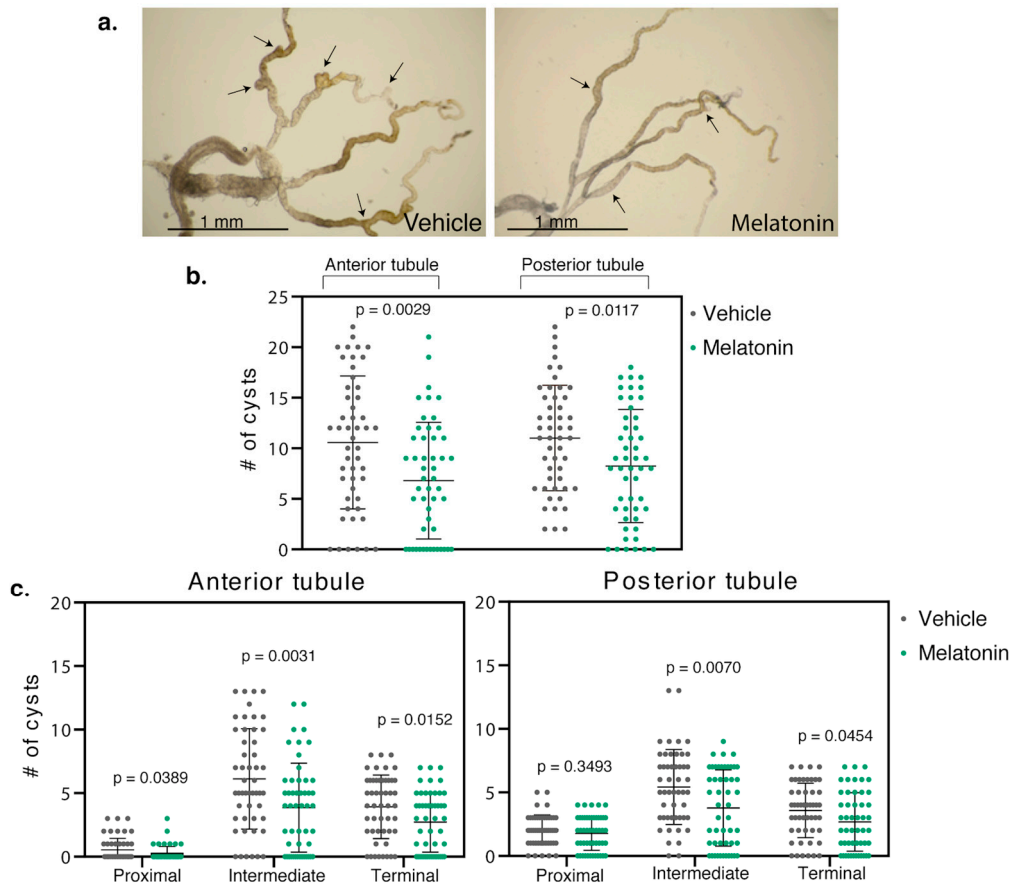 a.
1 mm
Vehicle
1 mm
Melatonin
b.
Anterior tubule
Posterior tubule
25
20
15
10
5
0
# of cysts
p = 0.0029
p = 0.0117
Vehicle
Melatonin
c.
Anterior tubule
20
15
10
5
0
# of cysts
p = 0.0389
p = 0.0031
p = 0.0152
Proximal
Intermediate
Terminal
Posterior tubule
20
15
10
5
0
p = 0.3493
p = 0.0070
p = 0.0454
Proximal
Intermediate
Terminal
Vehicle
Melatonin